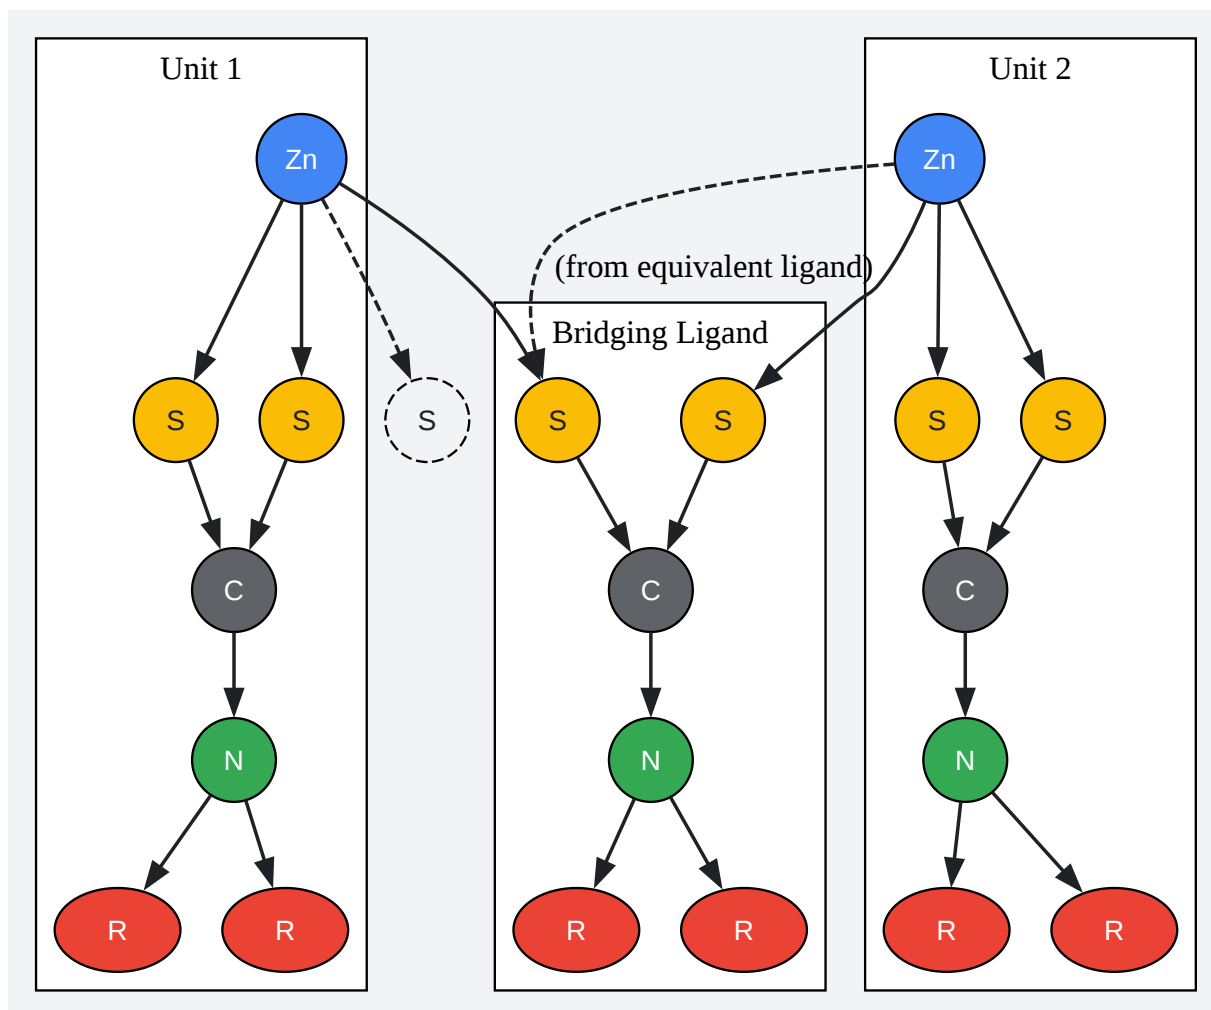 Unit 1
Unit 2
Zn
Zn
(from equivalent ligand)
Bridging Ligand
S
S
S
S
S
S
S
C
C
C
N
N
N
R
R
R
R
R
R